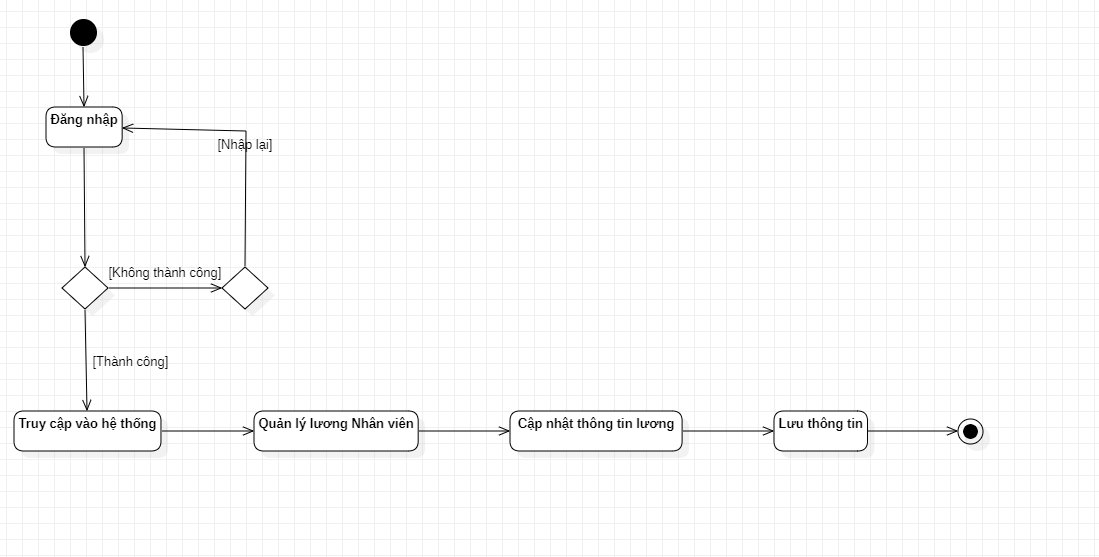 Đăng nhập
[Nhập lại]
[Không thành công]
[Thành công]
Truy cập vào hệ thống
Quản lý lương Nhân viên
Cập nhật thông tin lương
Lưu thông tin